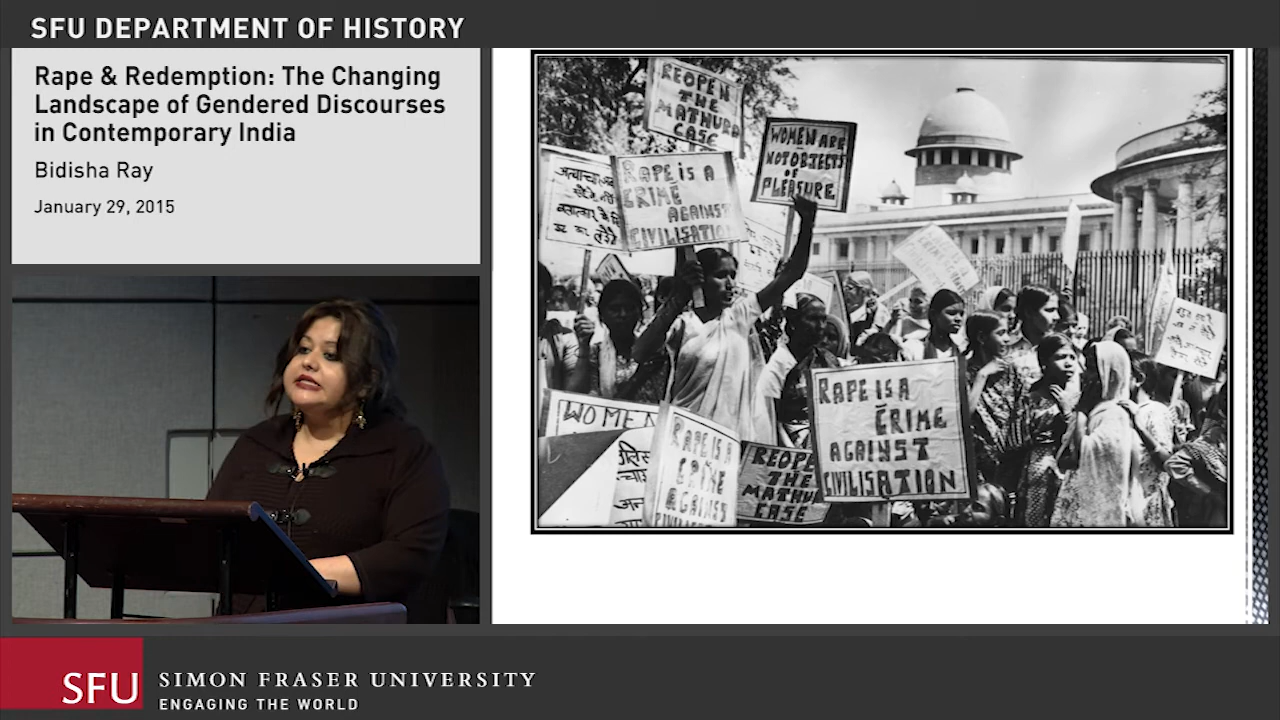 SFU DEPARTMENT OF HISTORY
Rape & Redemption: The Changing
Landscape of Gendered Discourses
in Contemporary India
Bidisha Ray
January 29, 2015
REOPEN
THE
MATHURA
CASE
WOMEN ARE
NOT OBJECTS
OF
PLEASURE
RAPE IS A
CRIME
AGAINST
CIVILISATION
RAPE IS A
CRIME
AGAINST
CIVILISATION
WOMEN
RAPE IS A
CRIME
AGAINST
REOPE
THE
MATHU
CASE
SFU
SIMON FRASER UNIVERSITY
ENGAGING THE WORLD